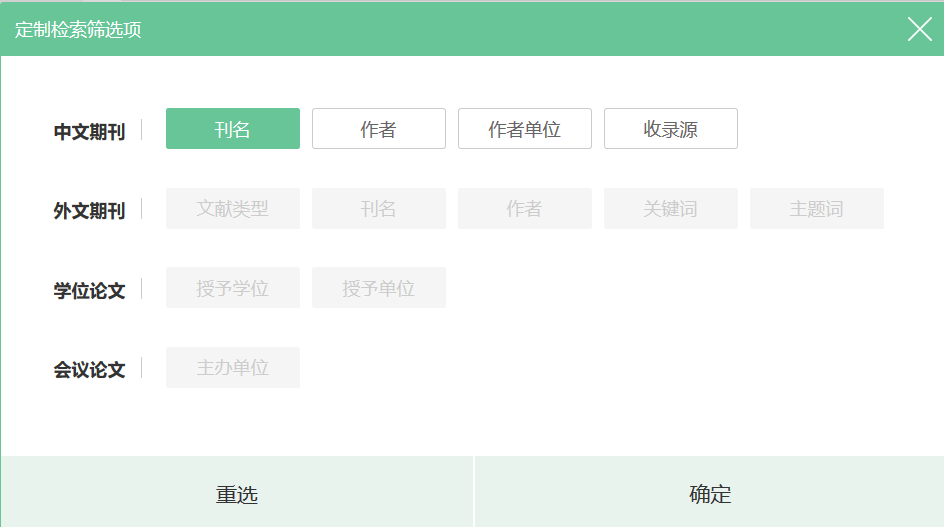 定制检索筛选项
中文期刊 刊名 作者 作者单位 收录源
外文期刊 文献类型 刊名 作者 关键词 主题词
学位论文 授予学位 授予单位
会议论文 主办单位
重选 确定